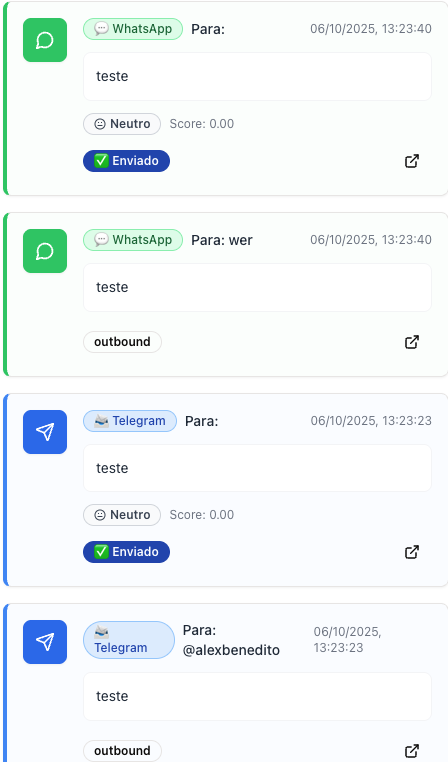 💬 WhatsApp Para: 06/10/2025, 13:23:40
teste
Neutro Score: 0.00
✅ Enviado
💬 WhatsApp Para: wer 06/10/2025, 13:23:40
teste
outbound
Telegram Para: 06/10/2025, 13:23:23
teste
Neutro Score: 0.00
✅ Enviado
Telegram Para: @alexbenedito 06/10/2025, 13:23:23
teste
outbound